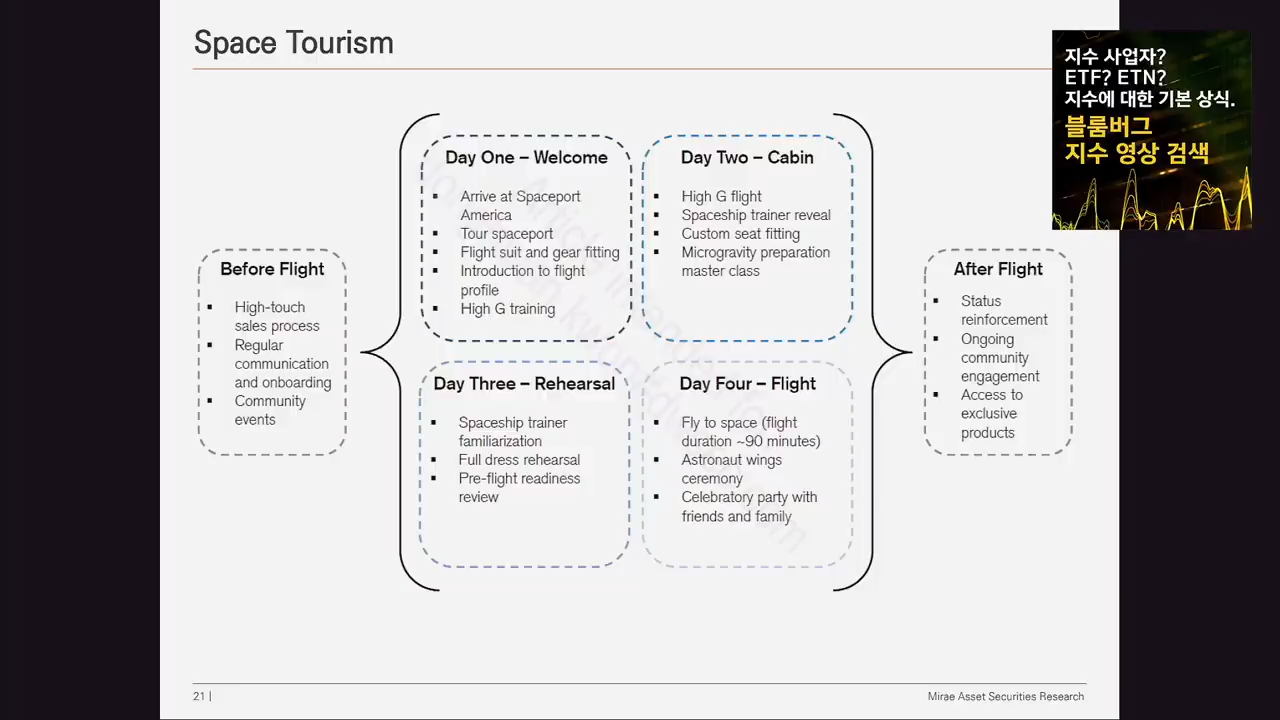 Space Tourism
지수 사업자?
ETF? ETN?
지수에 대한 기본 상식.
블룸버그
지수 영상 검색
Before Flight
▪ High-touch
sales process
▪ Regular
communication
and onboarding
▪ Community
events
Day One – Welcome
▪ Arrive at Spaceport
America
▪ Tour spaceport
▪ Flight suit and gear fitting
▪ Introduction to flight
profile
▪ High G training
Day Two – Cabin
▪ High G flight
▪ Spaceship trainer reveal
▪ Custom seat fitting
▪ Microgravity preparation
master class
Day Three – Rehearsal
▪ Spaceship trainer
familiarization
▪ Full dress rehearsal
▪ Pre-flight readiness
review
Day Four – Flight
▪ Fly to space (flight
duration ~90 minutes)
▪ Astronaut wings
ceremony
▪ Celebratory party with
friends and family
After Flight
▪ Status
reinforcement
▪ Ongoing
community
engagement
▪ Access to
exclusive
products
21 |
Mirae Asset Securities Research